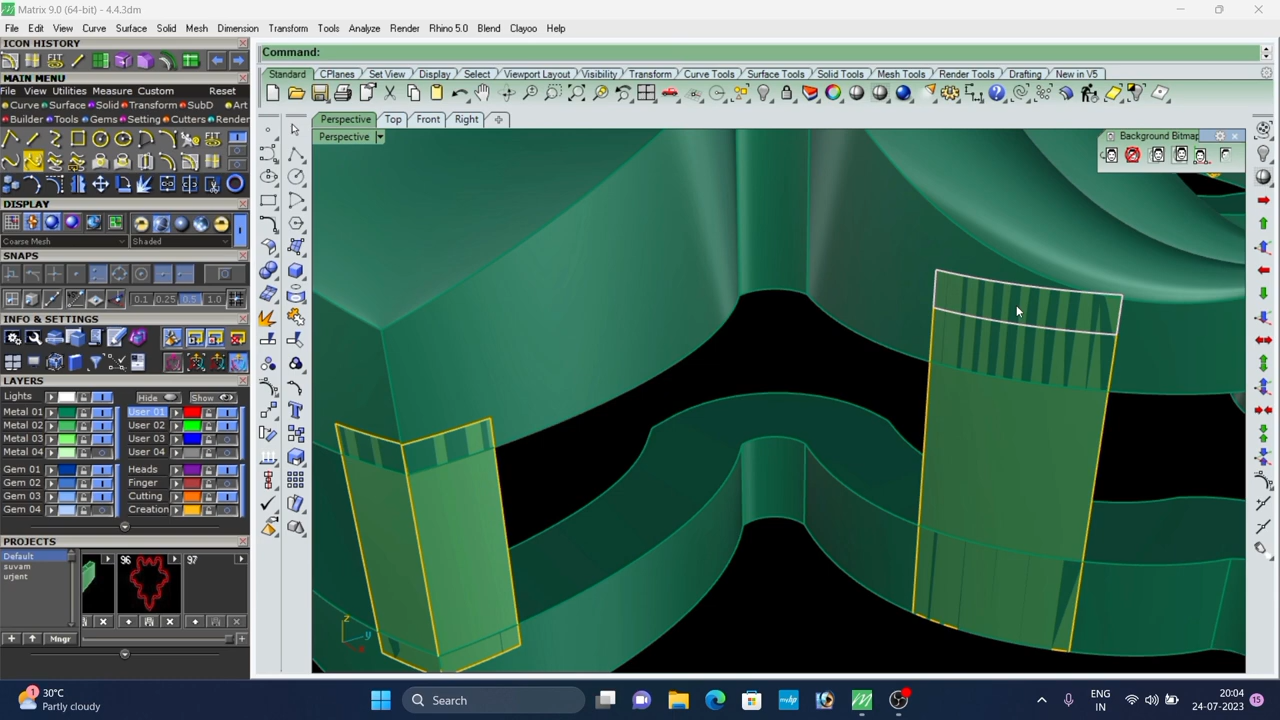 Matrix 9.0 (64-bit) - 4.4.3dm
File Edit View Curve Surface Solid Mesh Dimension Transform Tools Analyze Render Rhino 5.0 Blend Clayoo Help
ICON HISTORY
Command:
MAIN MENU
Standard CPlanes Set View Display Select Viewport Layout Visibility Transform Curve Tools Surface Tools Solid Tools Mesh Tools Render Tools Drafting New in V5
File View Utilities Measure Custom Reset
Curve Surface Solid Transform SubD Art
Builder Tools Gems Setting Cutters Render
Perspective Top Front Right
Perspective
Background Bitmap
DISPLAY
Coarse Mesh Shaded
SNAPS
0.1 0.25 0.5 1.0
INFO & SETTINGS
LAYERS
Lights Hide Show
Metal 01 User 01
Metal 02 User 02
Metal 03 User 03
Metal 04 User 04
Gem 01 Heads
Gem 02 Finger
Gem 03 Cutting
Gem 04 Creation
PROJECTS
Default
suvam
urjent
96 97
Mngr
z
y
x
1
30°C
Partly cloudy
Search
ENG
IN
20:04
24-07-2023
15